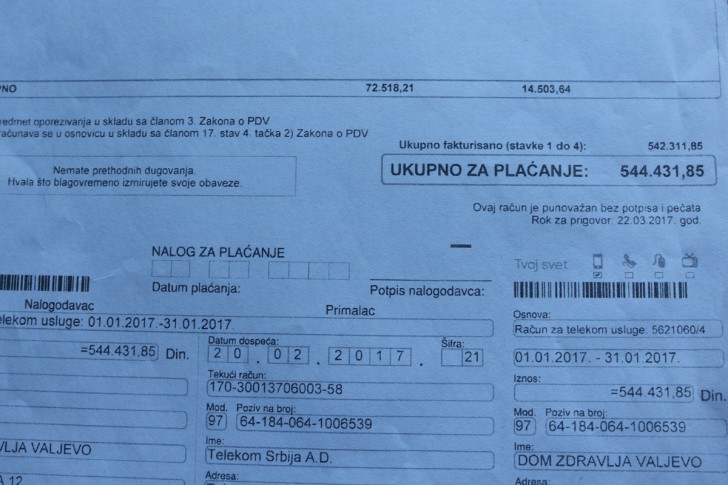 NO 72.518,21 14.503,64
edmet oporezivanja u skladu sa članom 3. Zakona o PDV
računava se u osnovicu u skladu sa članom 17. stav 4. tačka 2) Zakona o PDV
Ukupno fakturisano (stavke 1 do 4): 542.311,85
Nemate prethodnih dugovanja.
Hvala što blagovremeno izmirujete svoje obaveze.
UKUPNO ZA PLAĆANJE: 544.431,85
Ovaj račun je punovažan bez potpisa i pečata
Rok za prigovor: 22.03.2017. god.
NALOG ZA PLAĆANJE
Tvoj svet
Datum plaćanja:
Potpis nalogodavca:
Nalogodavac
Primalac
Osnova:
elekom usluge: 01.01.2017.-31.01.2017.
Račun za telekom usluge: 5621060/4
Datum dospeća: Šifra:
=544.431,85 Din.
20.02.2017. 21
01.01.2017. - 31.01.2017.
Tekući račun:
170-30013706003-58
Iznos:
=544.431,85 Din.
Mod. Poziv na broj:
97 64-184-064-1006539
Mod. Poziv na broj:
97 64-184-064-1006539
Ime:
VLJA VALJEVO
Telekom Srbija A.D.
Ime:
DOM ZDRAVLJA VALJEVO
Adresa:
A 12
Adresa: